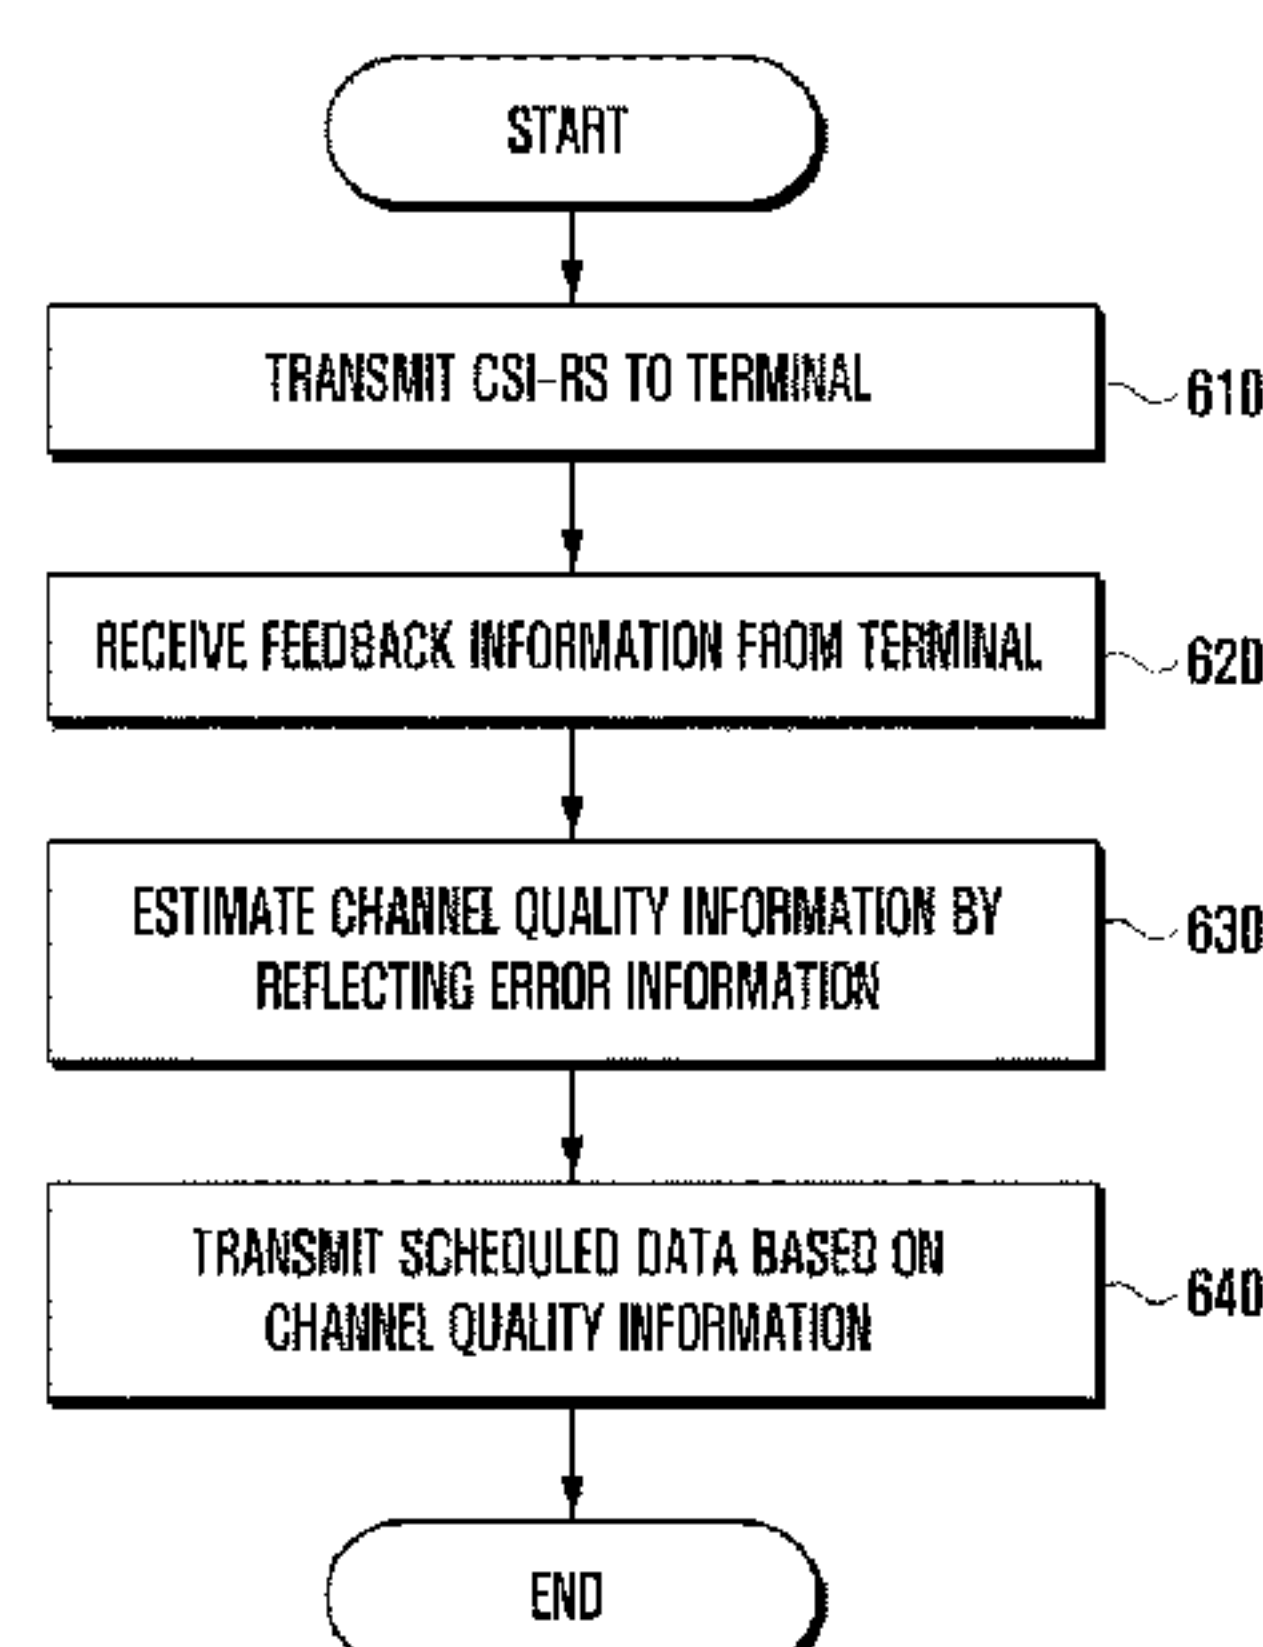 START
TRANSMIT CSI-RS TO TERMINAL
610
RECEIVE FEEDBACK INFORMATION FROM TERMINAL
620
ESTIMATE CHANNEL QUALITY INFORMATION BY
REFLECTING ERROR INFORMATION
630
TRANSMIT SCHEDULED DATA BASED ON
CHANNEL QUALITY INFORMATION
640
END